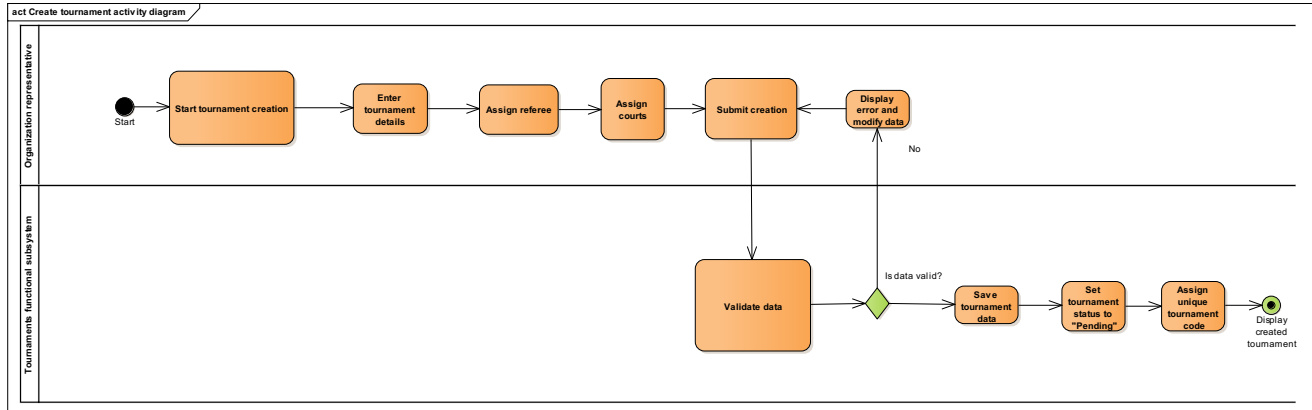 act Create tournament activity diagram
Organization representative
Start
Start tournament creation
Enter
tournament
details
Assign referee
Assign
courts
Submit creation
Display
error and
modify data
No
Tournaments functional subsystem
Validate data
Is data valid?
Save
tournament
data
Set
tournament
status to
"Pending"
Assign
unique
tournament
code
Display
created
tournament